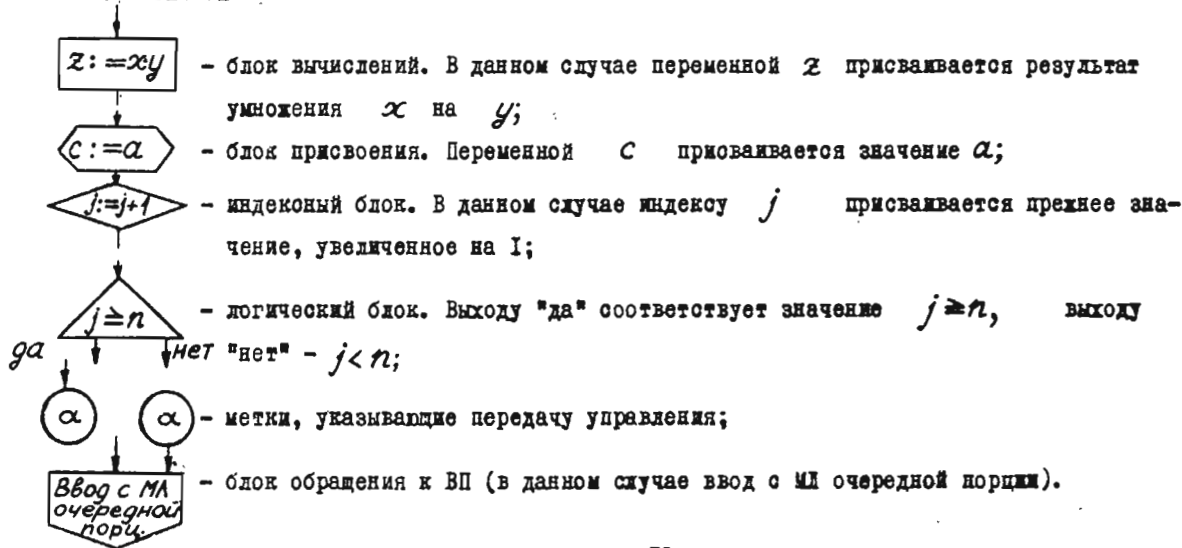 z:=xy - блок вычислений. В данном случае переменной z присваивается результат
умножения x на y;
c:=a - блок присвоения. Переменной c присваивается значение a;
j:=j+1 - индексный блок. В данном случае индексу j присваивается прежнее зна-
чение, увеличенное на I;
j≥n - логический блок. Выходу "да" соответствует значение j≥n, выходу
да нет "нет" - j<n;
α α - метки, указывающие передачу управления;
Ввод с МЛ - блок обращения к ВП (в данном случае ввод с МЛ очередной порции).
очередной
порц.